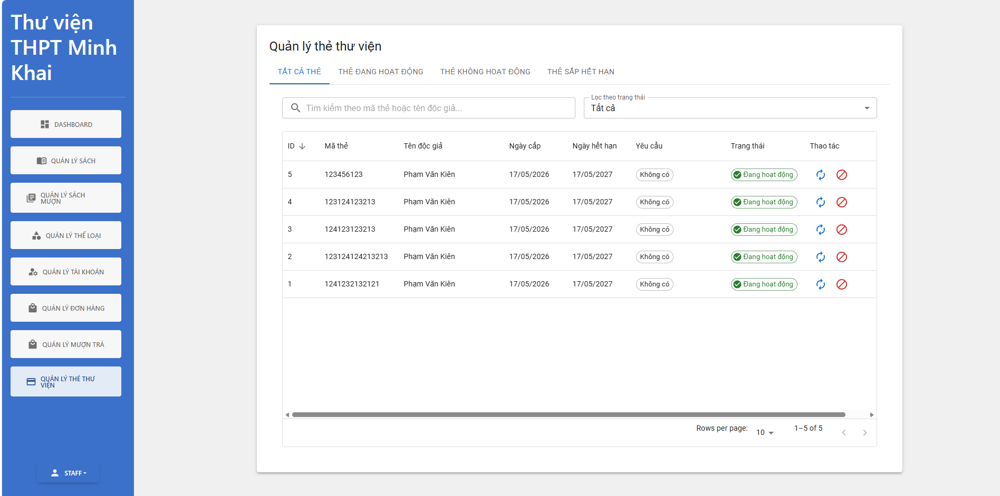 Thư viện
THPT Minh
Khai
DASHBOARD
QUẢN LÝ SÁCH
QUẢN LÝ SÁCH
MƯỢN
QUẢN LÝ THỂ LOẠI
QUẢN LÝ TÀI KHOẢN
QUẢN LÝ ĐƠN HÀNG
QUẢN LÝ MƯỢN TRẢ
QUẢN LÝ THẺ THƯ
VIỆN
STAFF
Quản lý thẻ thư viện
TẤT CẢ THẺ THẺ ĐANG HOẠT ĐỘNG THẺ KHÔNG HOẠT ĐỘNG THẺ SẮP HẾT HẠN
Lọc theo trạng thái
Tìm kiếm theo mã thẻ hoặc tên độc giả... Tất cả
ID Mã thẻ Tên độc giả Ngày cấp Ngày hết hạn Yêu cầu Trạng thái Thao tác
5 123456123 Phạm Văn Kiên 17/05/2026 17/05/2027 Không có Đang hoạt động
4 123124123213 Phạm Văn Kiên 17/05/2026 17/05/2027 Không có Đang hoạt động
3 124123123213 Phạm Văn Kiên 17/05/2026 17/05/2027 Không có Đang hoạt động
2 123124124213213 Phạm Văn Kiên 17/05/2026 17/05/2027 Không có Đang hoạt động
1 1241232132121 Phạm Văn Kiên 17/05/2026 17/05/2027 Không có Đang hoạt động
Rows per page: 10 1–5 of 5